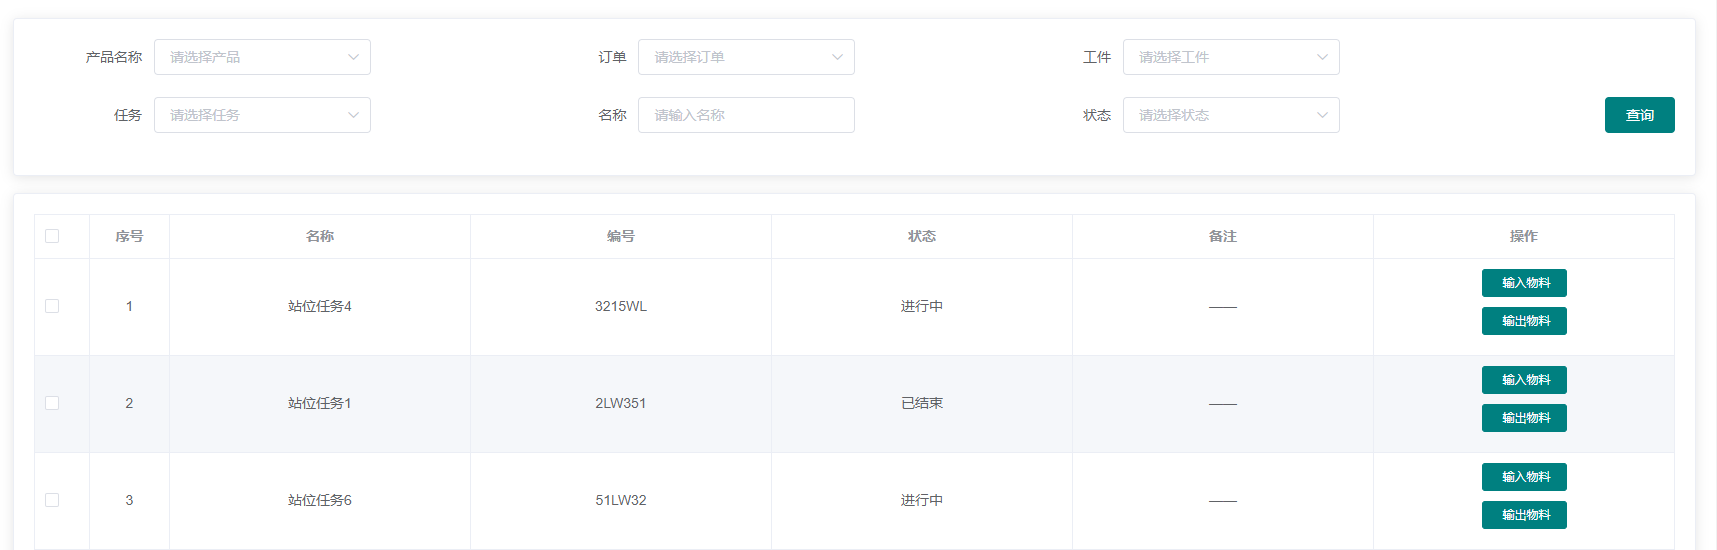 产品名称 请选择产品 订单 请选择订单 工件 请选择工件
任务 请选择任务 名称 请输入名称 状态 请选择状态 查询
序号 名称 编号 状态 备注 操作
1 站位任务4 3215WL 进行中 —— 输入物料
输出物料
2 站位任务1 2LW351 已结束 —— 输入物料
输出物料
3 站位任务6 51LW32 进行中 —— 输入物料
输出物料